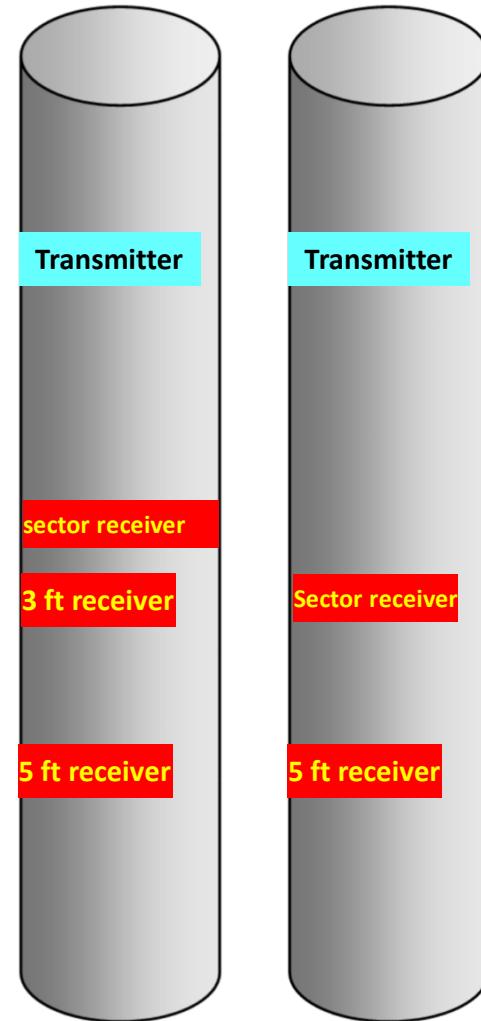 Transmitter
sector receiver
3 ft receiver
5 ft receiver
Transmitter
Sector receiver
5 ft receiver